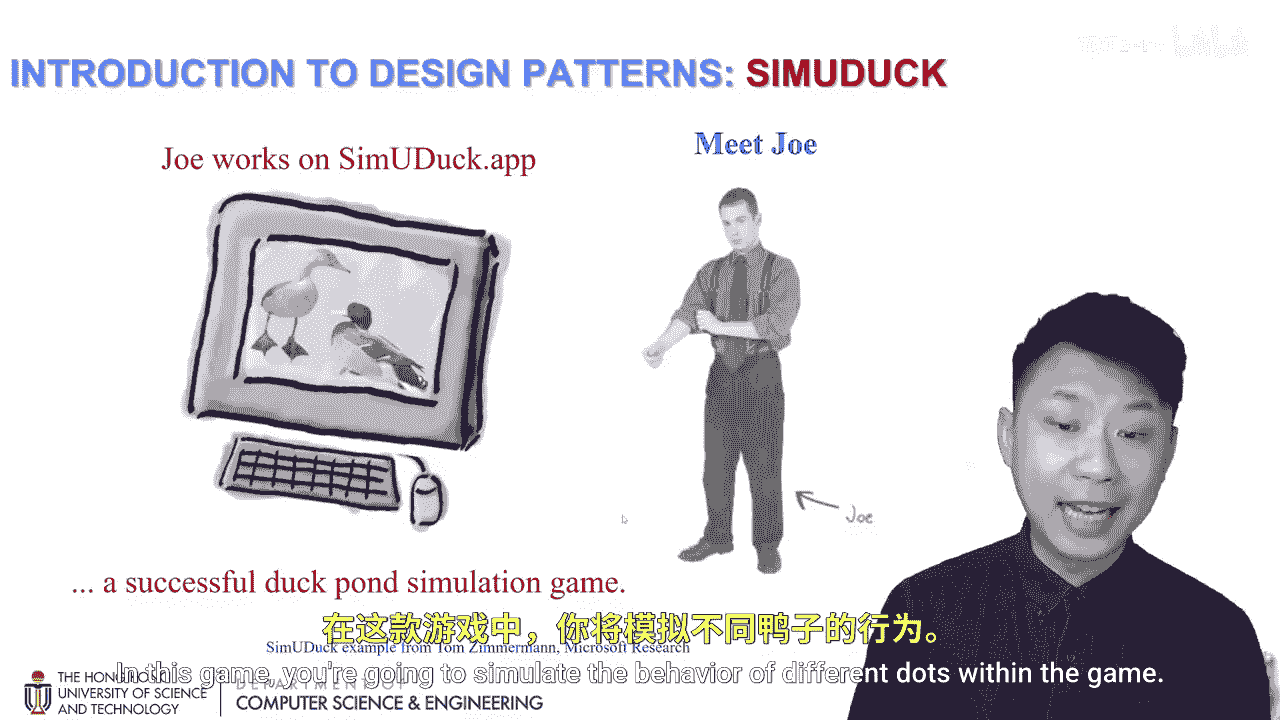 INTRODUCTION TO DESIGN PATTERNS: SIMUDUCK
Joe works on SimUDuck.app
Meet Joe
Joe
... a successful duck pond simulation game.
在这款游戏中，你将模拟不同鸭子的行为。
SimUDuck example from Tom Zimmermann, Microsoft Research
In this game, you're going to simulate the behavior of different dots within the game.
THE HONG KONG
UNIVERSITY OF SCIENCE
AND TECHNOLOGY
DEPARTMENT OF
COMPUTER SCIENCE & ENGINEERING